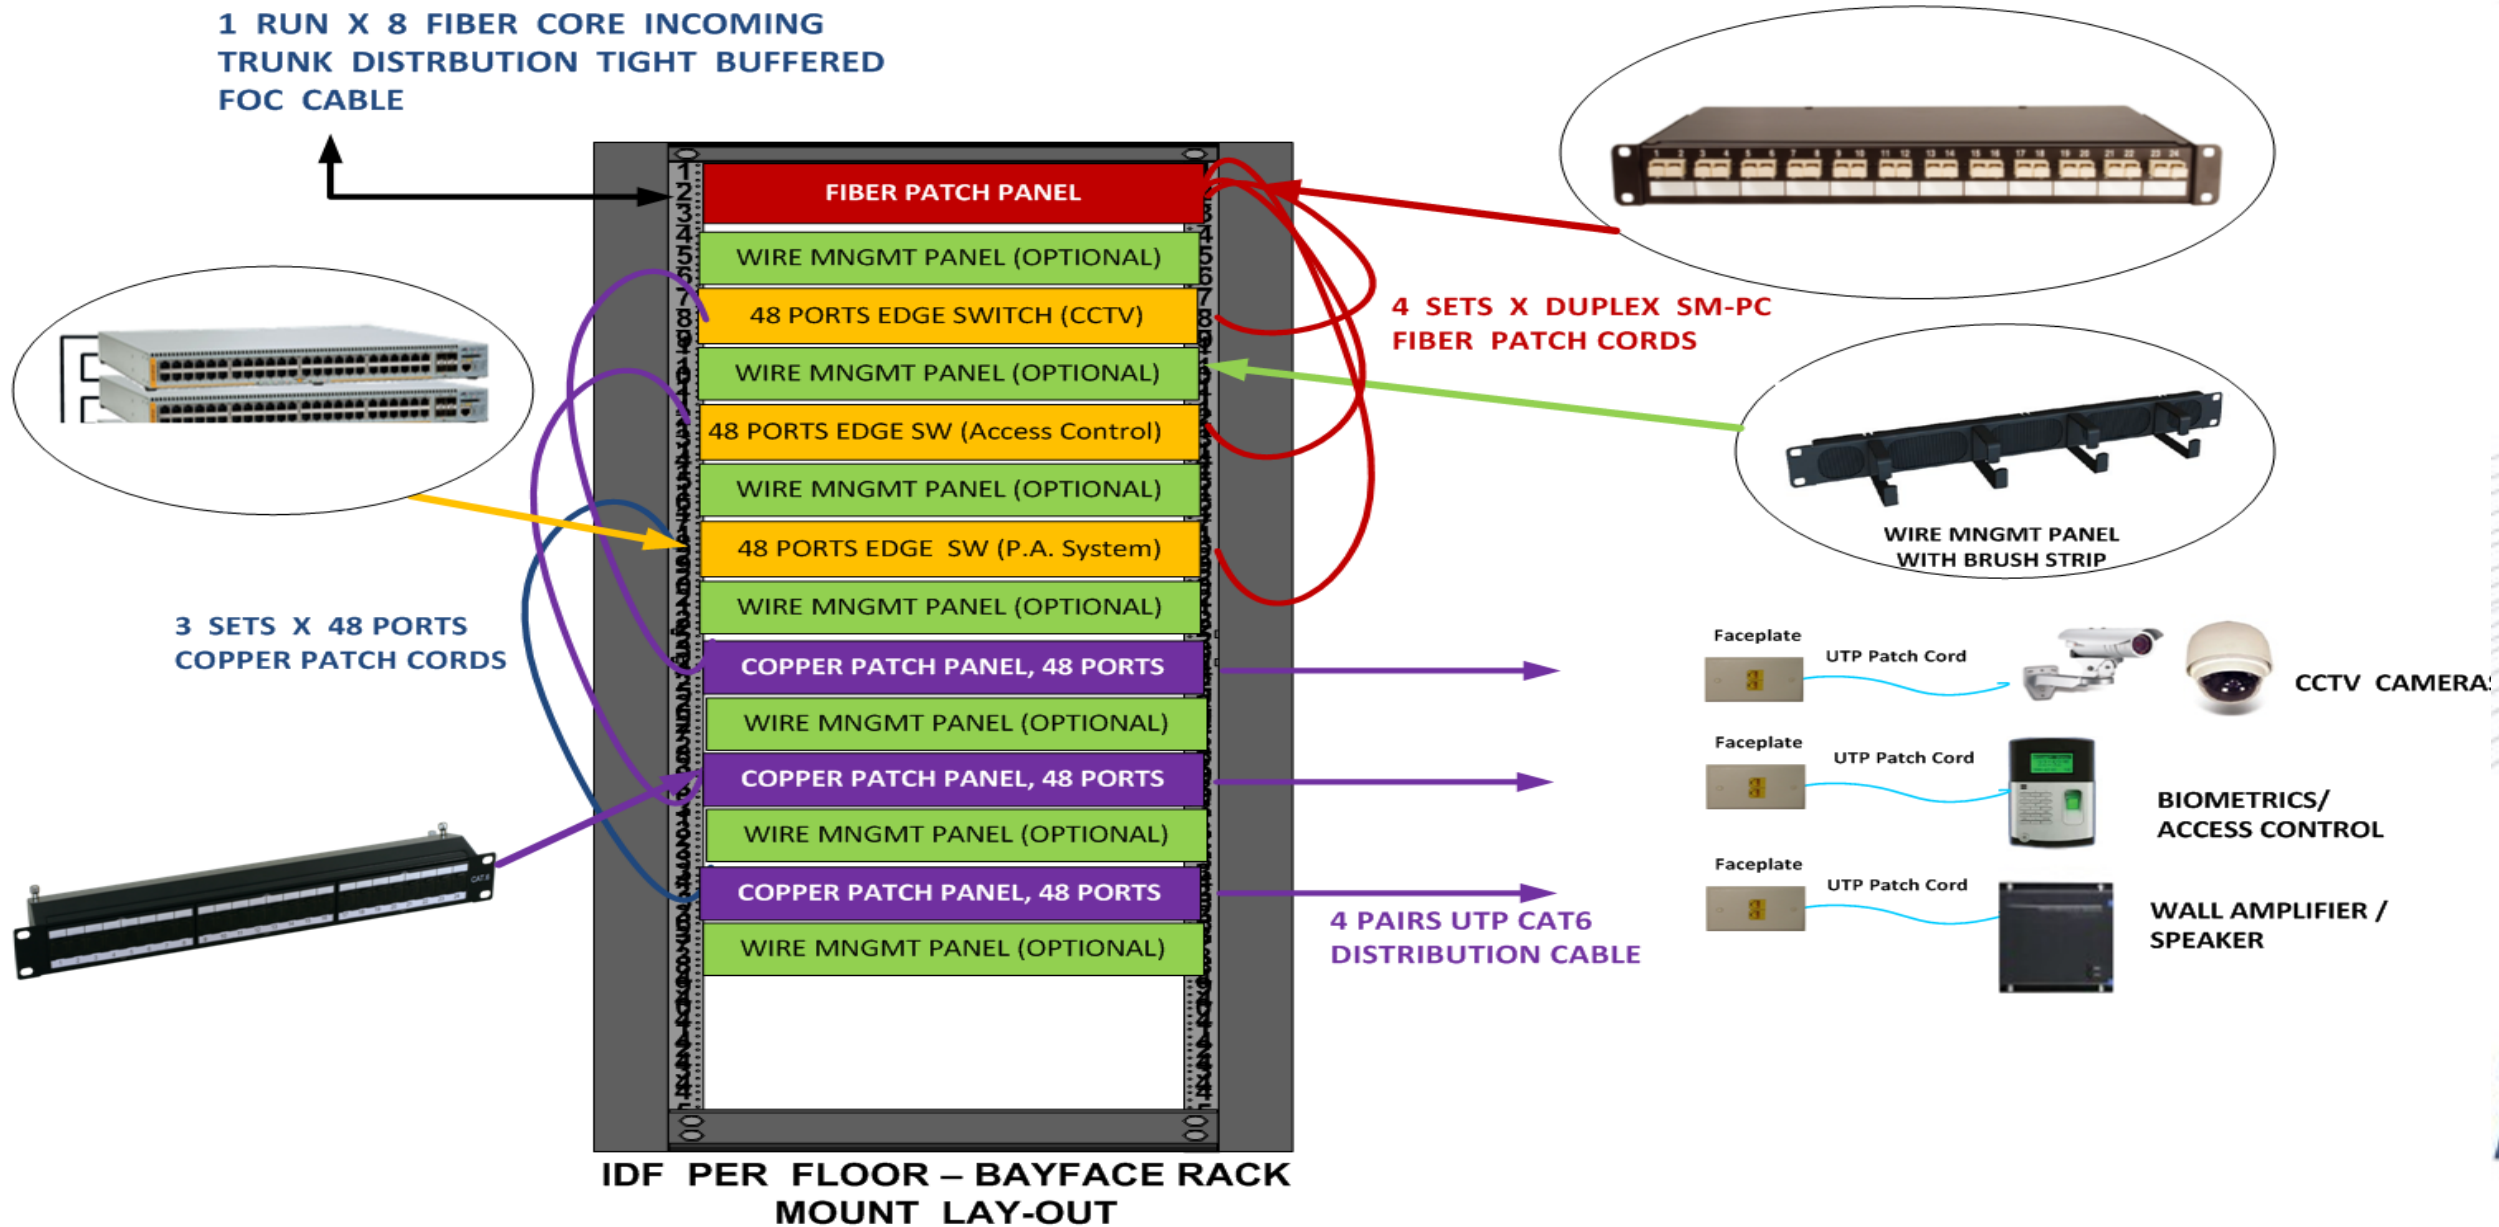 1 RUN X 8 FIBER CORE INCOMING
TRUNK DISTRBUTION TIGHT BUFFERED
FOC CABLE
FIBER PATCH PANEL
WIRE MNGMT PANEL (OPTIONAL)
48 PORTS EDGE SWITCH (CCTV)
WIRE MNGMT PANEL (OPTIONAL)
48 PORTS EDGE SW (Access Control)
WIRE MNGMT PANEL (OPTIONAL)
48 PORTS EDGE SW (P.A. System)
WIRE MNGMT PANEL (OPTIONAL)
COPPER PATCH PANEL, 48 PORTS
WIRE MNGMT PANEL (OPTIONAL)
COPPER PATCH PANEL, 48 PORTS
WIRE MNGMT PANEL (OPTIONAL)
COPPER PATCH PANEL, 48 PORTS
WIRE MNGMT PANEL (OPTIONAL)
4 SETS X DUPLEX SM-PC
FIBER PATCH CORDS
WIRE MNGMT PANEL
WITH BRUSH STRIP
3 SETS X 48 PORTS
COPPER PATCH CORDS
Faceplate
UTP Patch Cord
CCTV CAMERAS
Faceplate
UTP Patch Cord
BIOMETRICS/
ACCESS CONTROL
Faceplate
UTP Patch Cord
WALL AMPLIFIER /
SPEAKER
4 PAIRS UTP CAT6
DISTRIBUTION CABLE
IDF PER FLOOR – BAYFACE RACK
MOUNT LAY-OUT